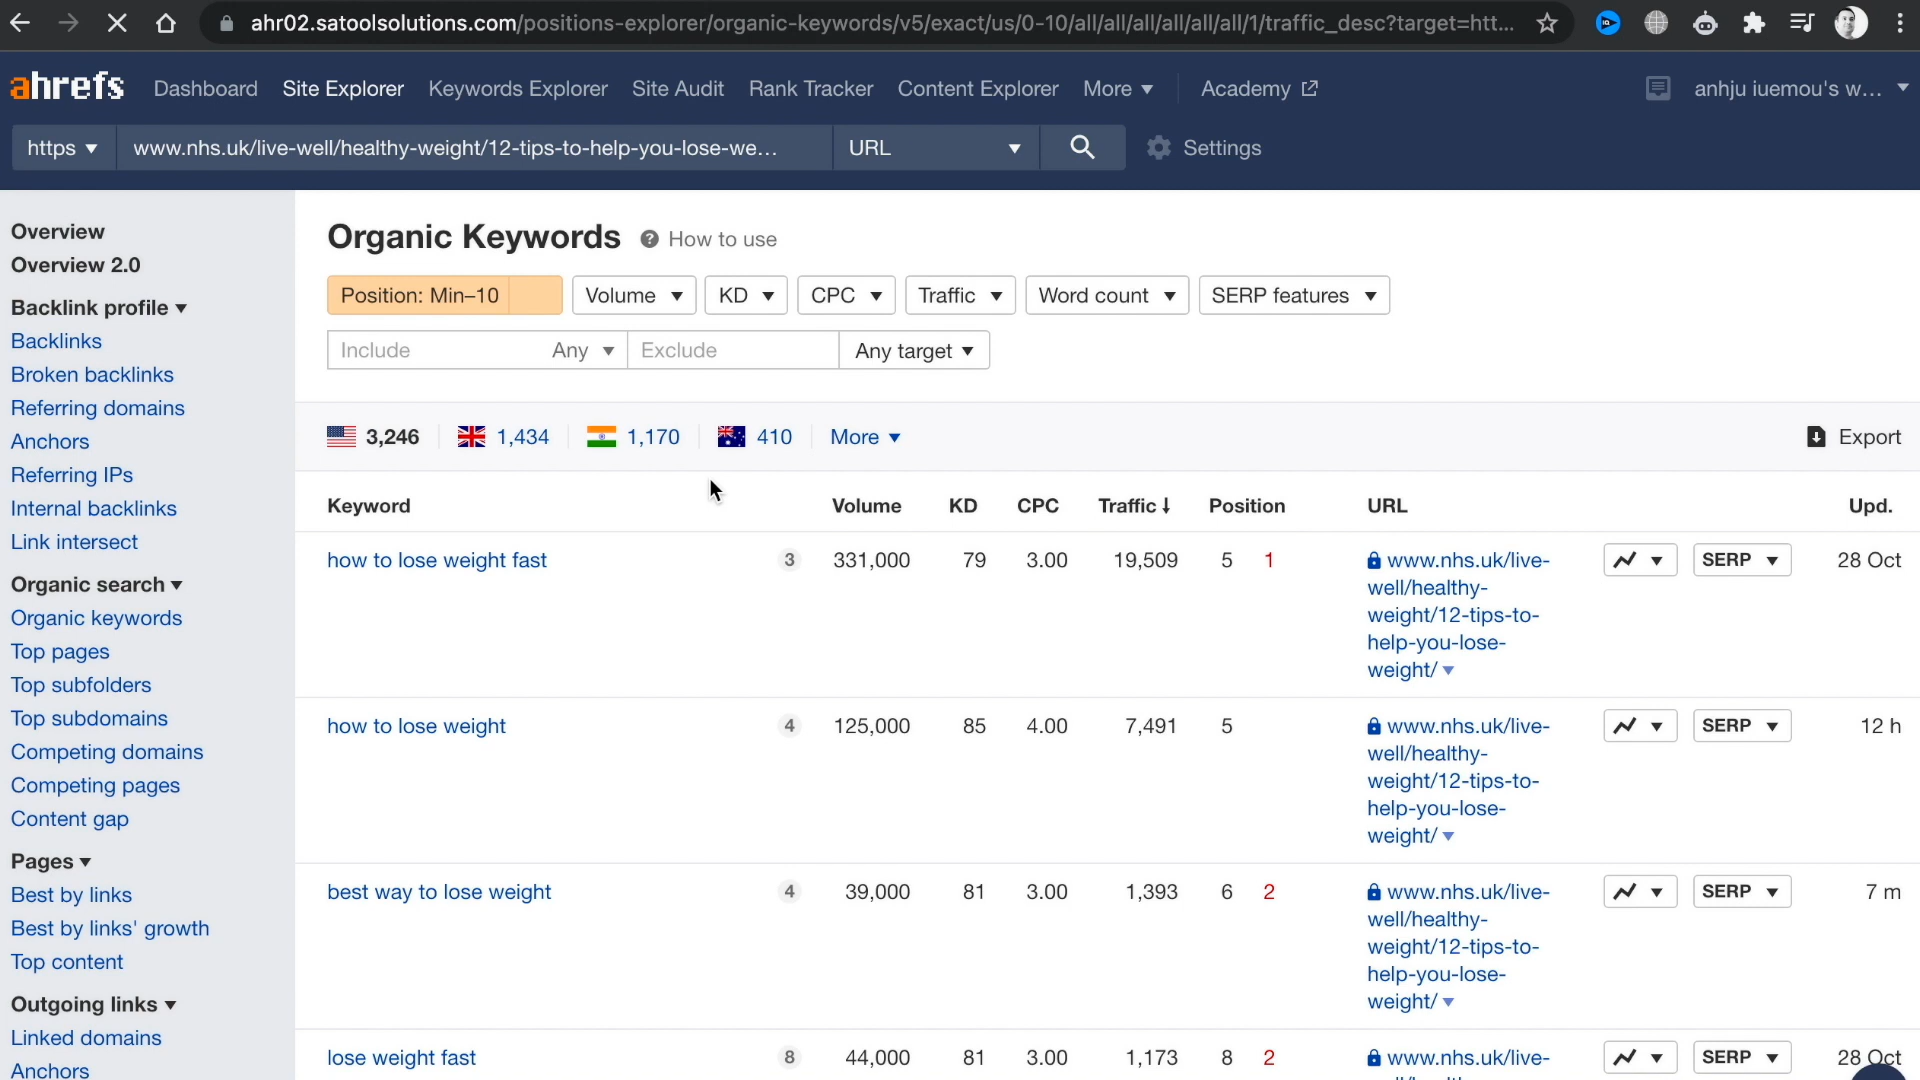 ahr02.satoolsolutions.com/positions-explorer/organic-keywords/v5/exact/us/0-10/all/all/all/all/all/all/1/traffic_desc?target=htt...
ahrefs Dashboard Site Explorer Keywords Explorer Site Audit Rank Tracker Content Explorer More Academy anhju iuemou's w...
https www.nhs.uk/live-well/healthy-weight/12-tips-to-help-you-lose-we... URL Settings
Overview
Overview 2.0
Backlink profile
Backlinks
Broken backlinks
Referring domains
Anchors
Referring IPs
Internal backlinks
Link intersect
Organic search
Organic keywords
Top pages
Top subfolders
Top subdomains
Competing domains
Competing pages
Content gap
Pages
Best by links
Best by links' growth
Top content
Outgoing links
Linked domains
Anchors
Organic Keywords ? How to use
Position: Min–10 Volume KD CPC Traffic Word count SERP features
Include Any Exclude Any target
3,246 1,434 1,170 410 More Export
Keyword Volume KD CPC Traffic Position URL Upd.
how to lose weight fast 3 331,000 79 3.00 19,509 5 1 www.nhs.uk/live- SERP 28 Oct
well/healthy-
weight/12-tips-to-
help-you-lose-
weight/
how to lose weight 4 125,000 85 4.00 7,491 5 www.nhs.uk/live- SERP 12 h
well/healthy-
weight/12-tips-to-
help-you-lose-
weight/
best way to lose weight 4 39,000 81 3.00 1,393 6 2 www.nhs.uk/live- SERP 7 m
well/healthy-
weight/12-tips-to-
help-you-lose-
weight/
lose weight fast 8 44,000 81 3.00 1,173 8 2 www.nhs.uk/live- SERP 28 Oct